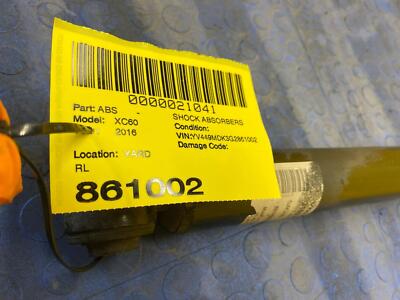 0000021041
Part: ABS - SHOCK ABSORBERS
Model: XC60 Condition:
2016 VIN:YV449MDK3G2861002
Damage Code:
Location: YARD
RL
861002